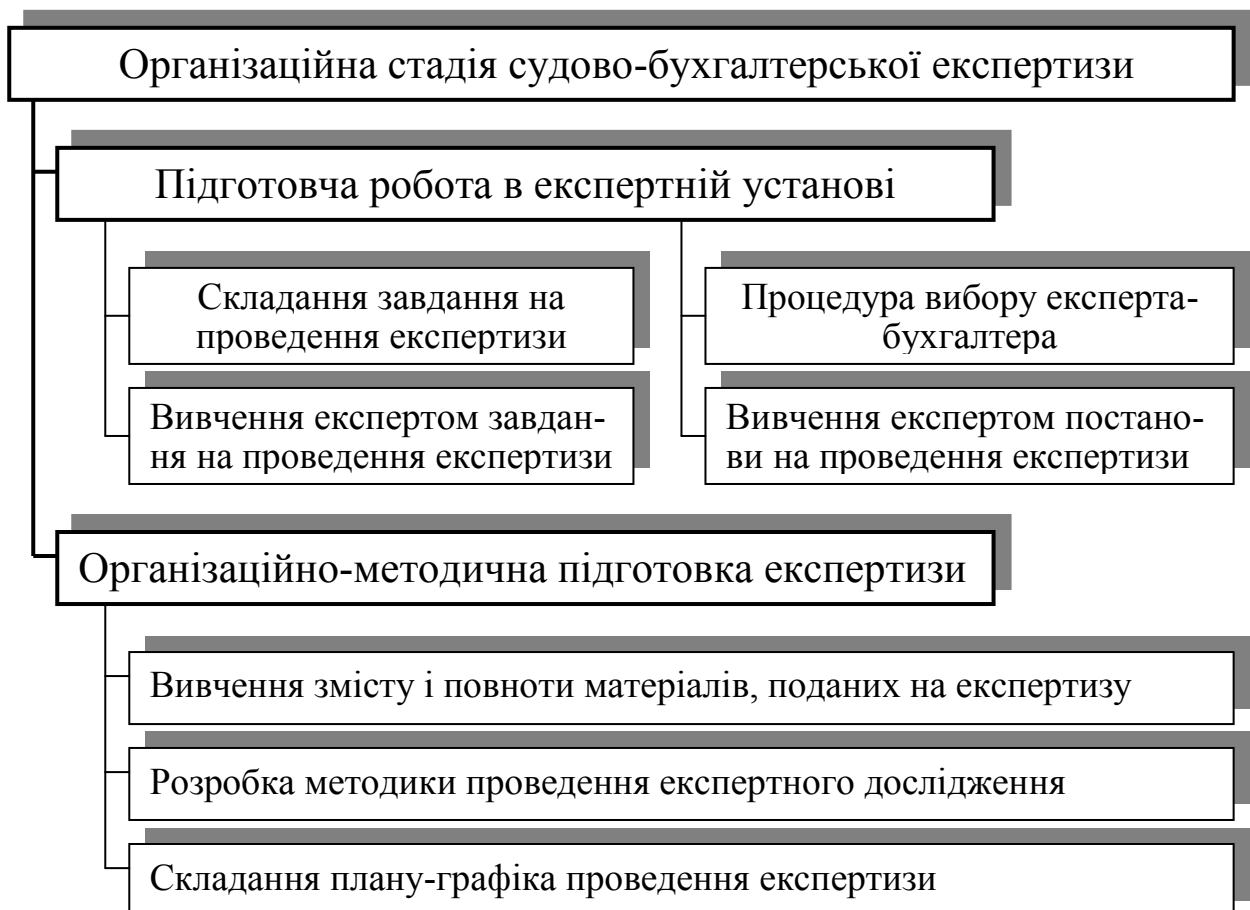 Організаційна стадія судово-бухгалтерської експертизи
Підготовча робота в експертній установі
Складання завдання на
проведення експертизи
Процедура вибору експерта-
бухгалтера
Вивчення експертом завдан-
ня на проведення експертизи
Вивчення експертом постано-
ви на проведення експертизи
Організаційно-методична підготовка експертизи
Вивчення змісту і повноти матеріалів, поданих на експертизу
Розробка методики проведення експертного дослідження
Складання плану-графіка проведення експертизи